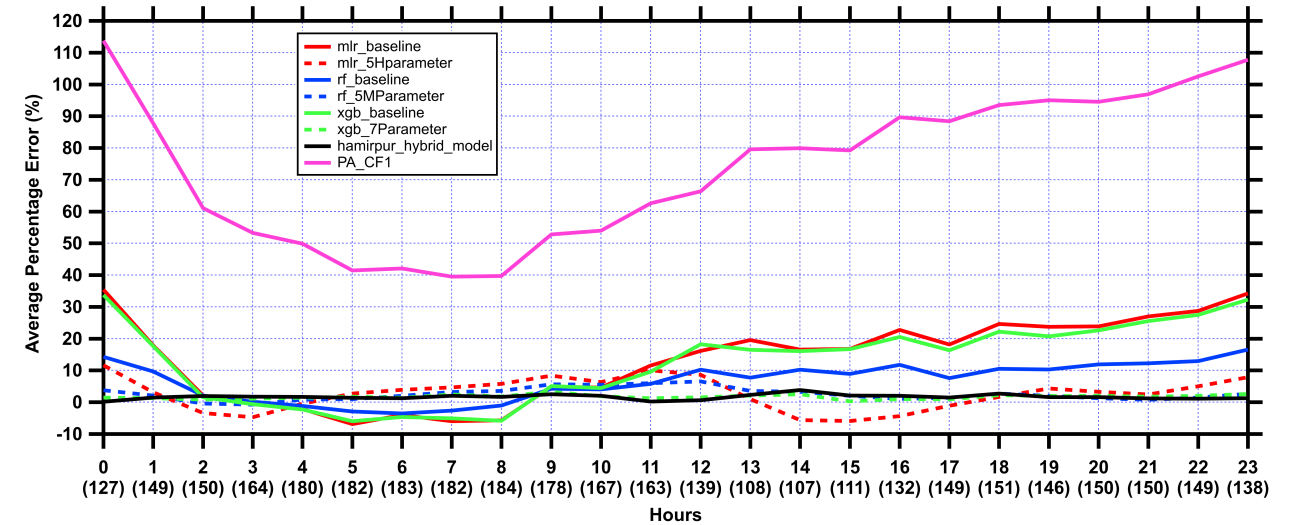 120
110
100
90
80
70
60
50
40
30
20
10
0
-10
Average Percentage Error (%)
mlr_baseline
mlr_5Hparameter
rf_baseline
rf_5MParameter
xgb_baseline
xgb_7Parameter
hamirpur_hybrid_model
PA_CF1
0 1 2 3 4 5 6 7 8 9 10 11 12 13 14 15 16 17 18 19 20 21 22 23
(127) (149) (150) (164) (180) (182) (183) (182) (184) (178) (167) (163) (139) (108) (107) (111) (132) (149) (151) (146) (150) (150) (149) (138)
Hours